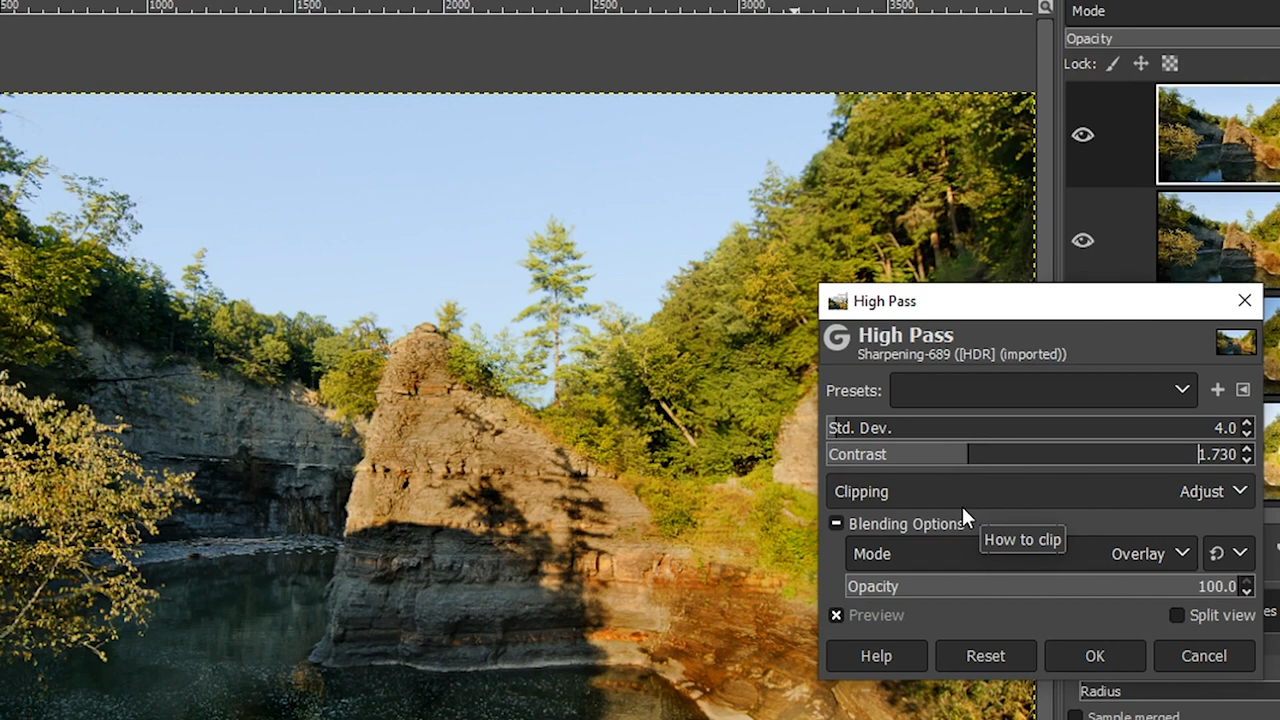 500 1000 1500 2000 2500 3000 3500
Mode
Opacity
Lock:
High Pass
High Pass
Sharpening-689 ([HDR] (imported))
Presets:
Std. Dev. 4.0
Contrast 1.730
Clipping Adjust
Blending Options
How to clip
Mode Overlay
Opacity 100.0
Preview Split view
Help Reset OK Cancel
es
Radius
Sample merged